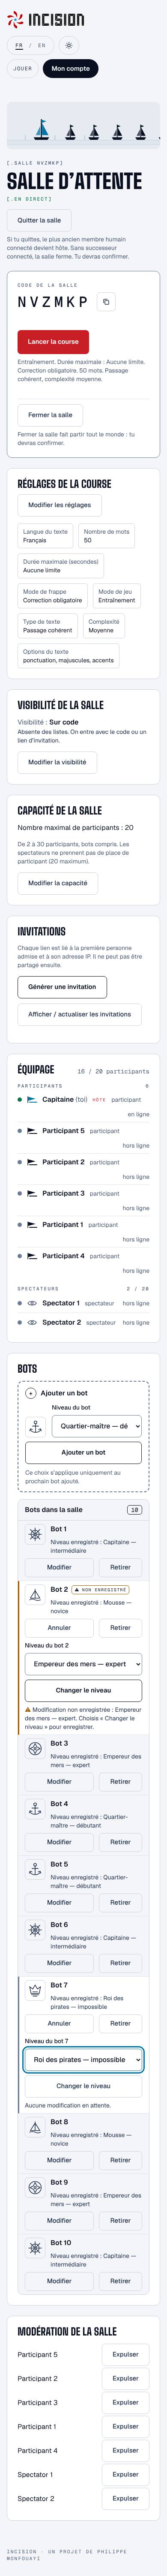 INCISION
FR / EN
JOUER
Mon compte
[.SALLE NVZMKP]
SALLE D'ATTENTE
[.EN DIRECT]
Quitter la salle
Si tu quittes, le plus ancien membre humain
connecté devient hôte. Sans successeur
connecté, la salle ferme. Tu devras confirmer.
CODE DE LA SALLE
NVZMKP
Lancer la course
Entraînement. Durée maximale : Aucune limite.
Correction obligatoire. 50 mots. Passage
cohérent, complexité moyenne.
Fermer la salle
Fermer la salle fait partir tout le monde : tu
devras confirmer.
RÉGLAGES DE LA COURSE
Modifier les réglages
Langue du texte
Français
Nombre de mots
50
Durée maximale (secondes)
Aucune limite
Mode de frappe
Correction obligatoire
Mode de jeu
Entraînement
Type de texte
Passage cohérent
Complexité
Moyenne
Options du texte
ponctuation, majuscules, accents
VISIBILITÉ DE LA SALLE
Visibilité : Sur code
Absente des listes. On entre avec le code ou un
lien d'invitation.
Modifier la visibilité
CAPACITÉ DE LA SALLE
Nombre maximal de participants : 20
De 2 à 30 participants, bots compris. Les
spectateurs ne prennent pas de place de
participant (20 maximum).
Modifier la capacité
INVITATIONS
Chaque lien est lié à la première personne
admise et à son adresse IP. Il ne peut pas être
partagé ensuite.
Générer une invitation
Afficher / actualiser les invitations
ÉQUIPAGE
16 / 20 participants
PARTICIPANTS 6
Capitaine (toi) HÔTE participant
en ligne
Participant 5 participant
hors ligne
Participant 2 participant
hors ligne
Participant 3 participant
hors ligne
Participant 1 participant
hors ligne
Participant 4 participant
hors ligne
SPECTATEURS 2 / 20
Spectator 1 spectateur hors ligne
Spectator 2 spectateur hors ligne
BOTS
+ Ajouter un bot
Niveau du bot
Quartier-maître — dé
Ajouter un bot
Ce choix s'applique uniquement au
prochain bot ajouté.
Bots dans la salle 10
Bot 1
Niveau enregistré : Capitaine —
intermédiaire
Modifier Retirer
Bot 2 ▲ NON ENREGISTRÉ
Niveau enregistré : Mousse —
novice
Annuler Retirer
Niveau du bot 2
Empereur des mers — expert
Changer le niveau
⚠ Modification non enregistrée : Empereur
des mers — expert. Choisis « Changer le
niveau » pour enregistrer.
Bot 3
Niveau enregistré : Empereur des
mers — expert
Modifier Retirer
Bot 4
Niveau enregistré : Quartier-
maître — débutant
Modifier Retirer
Bot 5
Niveau enregistré : Quartier-
maître — débutant
Modifier Retirer
Bot 6
Niveau enregistré : Capitaine —
intermédiaire
Modifier Retirer
Bot 7
Niveau enregistré : Roi des
pirates — impossible
Annuler Retirer
Niveau du bot 7
Roi des pirates — impossible
Changer le niveau
Aucune modification en attente.
Bot 8
Niveau enregistré : Mousse —
novice
Modifier Retirer
Bot 9
Niveau enregistré : Empereur des
mers — expert
Modifier Retirer
Bot 10
Niveau enregistré : Capitaine —
intermédiaire
Modifier Retirer
MODÉRATION DE LA SALLE
Participant 5 Expulser
Participant 2 Expulser
Participant 3 Expulser
Participant 1 Expulser
Participant 4 Expulser
Spectator 1 Expulser
Spectator 2 Expulser
INCISION · UN PROJET DE PHILIPPE
MONFOUAYI